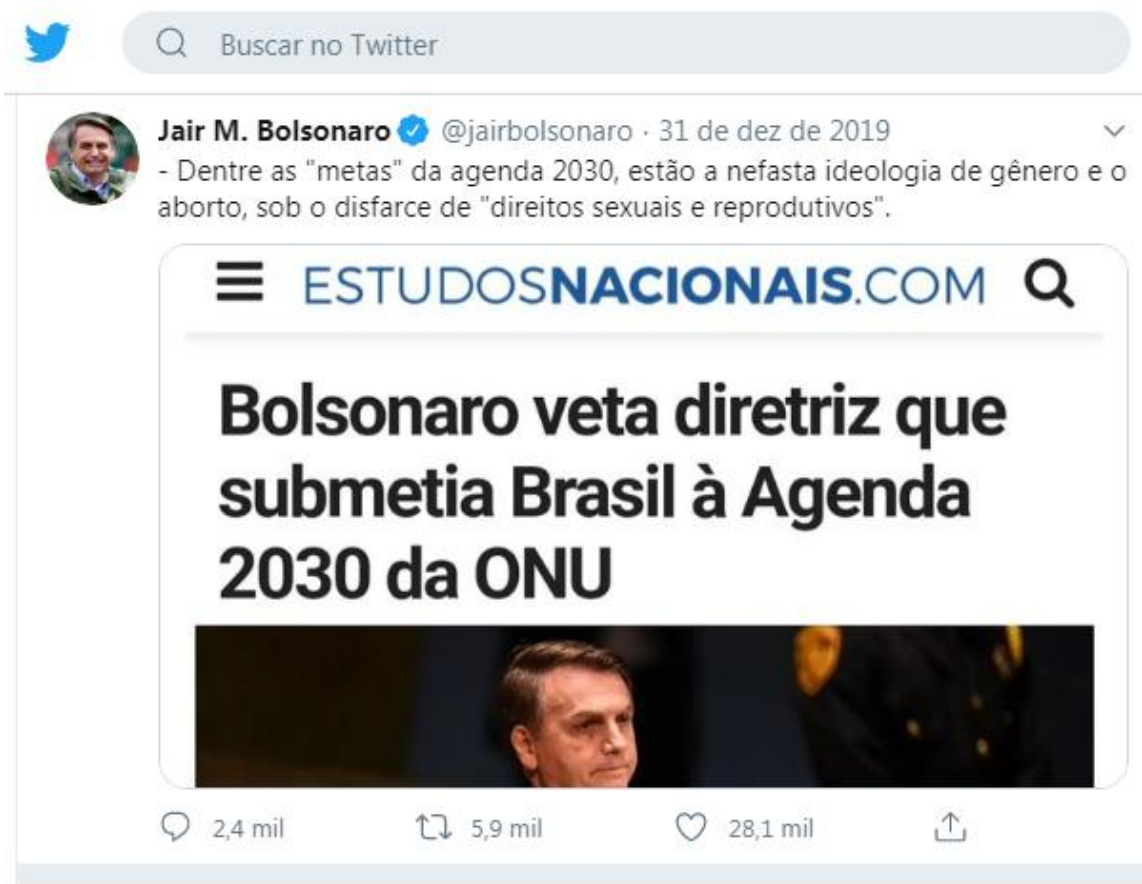 Buscar no Twitter
Jair M. Bolsonaro @jairbolsonaro · 31 de dez de 2019
- Dentre as "metas" da agenda 2030, estão a nefasta ideologia de gênero e o
aborto, sob o disfarce de "direitos sexuais e reprodutivos".
ESTUDOSNACIONAIS.COM
Bolsonaro veta diretriz que
submetia Brasil à Agenda
2030 da ONU
2,4 mil 5,9 mil 28,1 mil